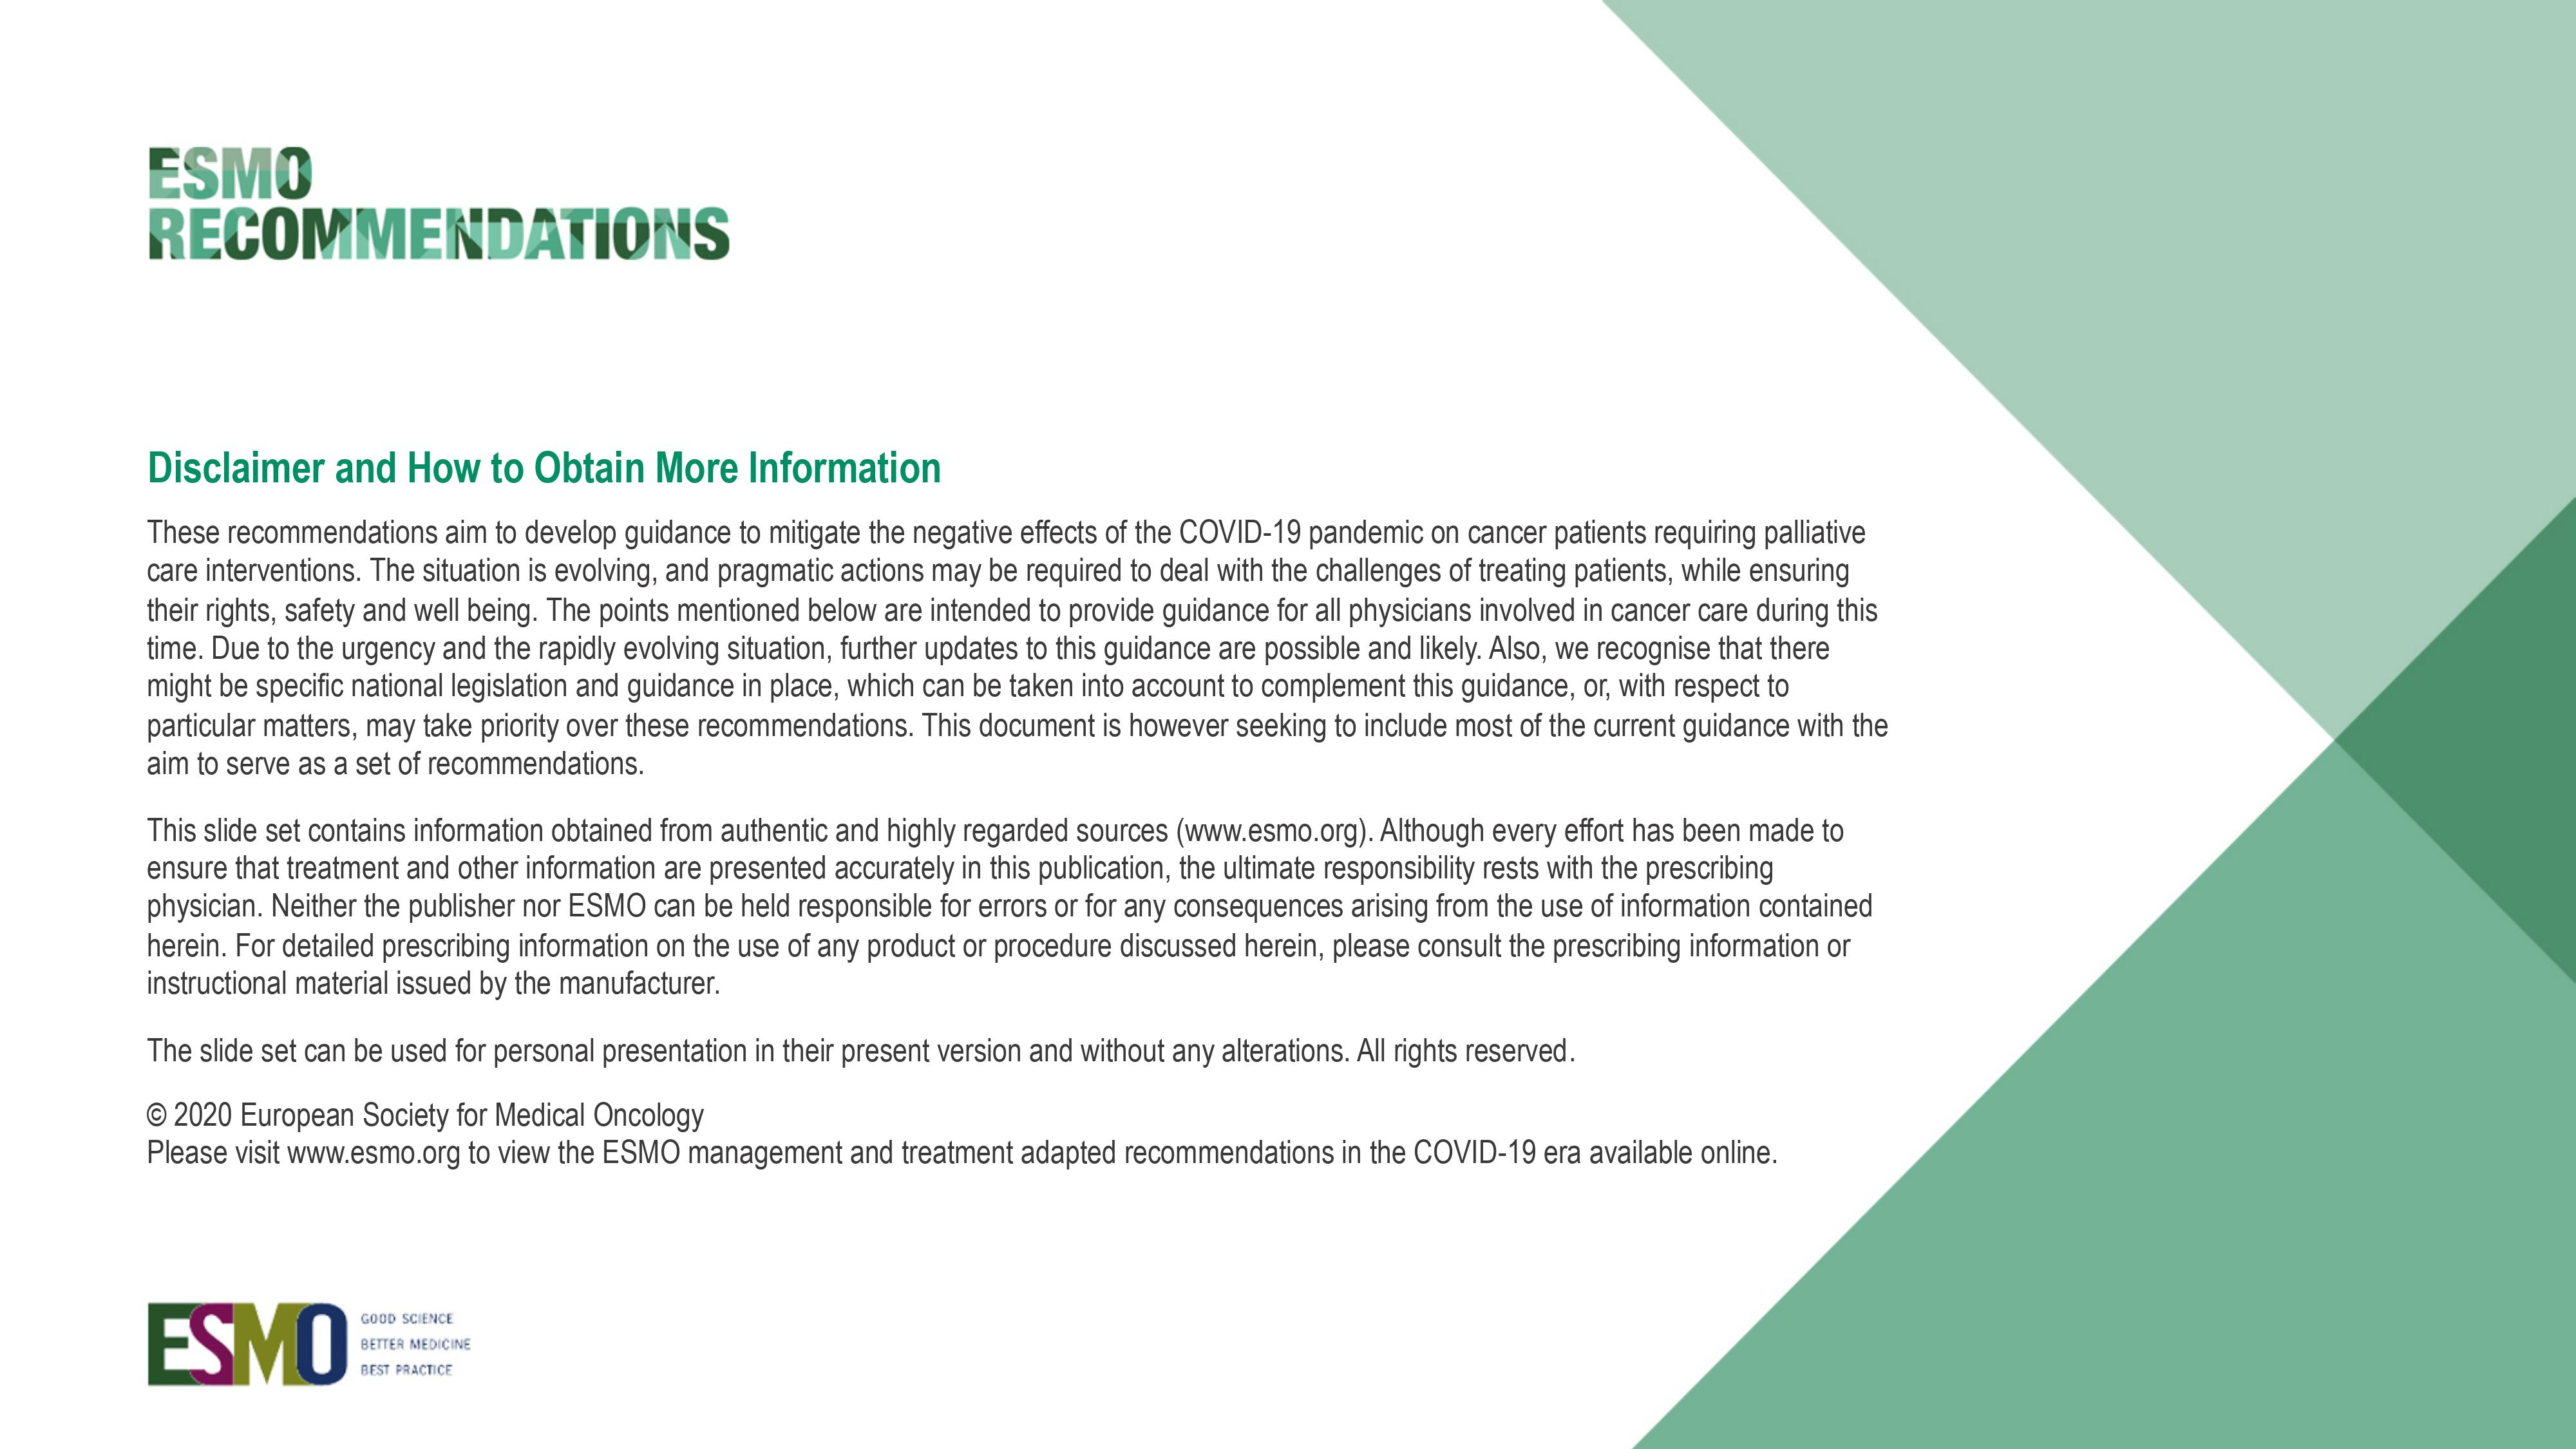 ESMO
RECOMMENDATIONS
Disclaimer and How to Obtain More Information
These recommendations aim to develop guidance to mitigate the negative effects of the COVID-19 pandemic on cancer patients requiring palliative
care interventions. The situation is evolving, and pragmatic actions may be required to deal with the challenges of treating patients, while ensuring
their rights, safety and well being. The points mentioned below are intended to provide guidance for all physicians involved in cancer care during this
time. Due to the urgency and the rapidly evolving situation, further updates to this guidance are possible and likely. Also, we recognise that there
might be specific national legislation and guidance in place, which can be taken into account to complement this guidance, or, with respect to
particular matters, may take priority over these recommendations. This document is however seeking to include most of the current guidance with the
aim to serve as a set of recommendations.
This slide set contains information obtained from authentic and highly regarded sources (www.esmo.org). Although every effort has been made to
ensure that treatment and other information are presented accurately in this publication, the ultimate responsibility rests with the prescribing
physician. Neither the publisher nor ESMO can be held responsible for errors or for any consequences arising from the use of information contained
herein. For detailed prescribing information on the use of any product or procedure discussed herein, please consult the prescribing information or
instructional material issued by the manufacturer.
The slide set can be used for personal presentation in their present version and without any alterations. All rights reserved.
© 2020 European Society for Medical Oncology
Please visit www.esmo.org to view the ESMO management and treatment adapted recommendations in the COVID-19 era available online.
ESMO
GOOD SCIENCE
BETTER MEDICINE
BEST PRACTICE